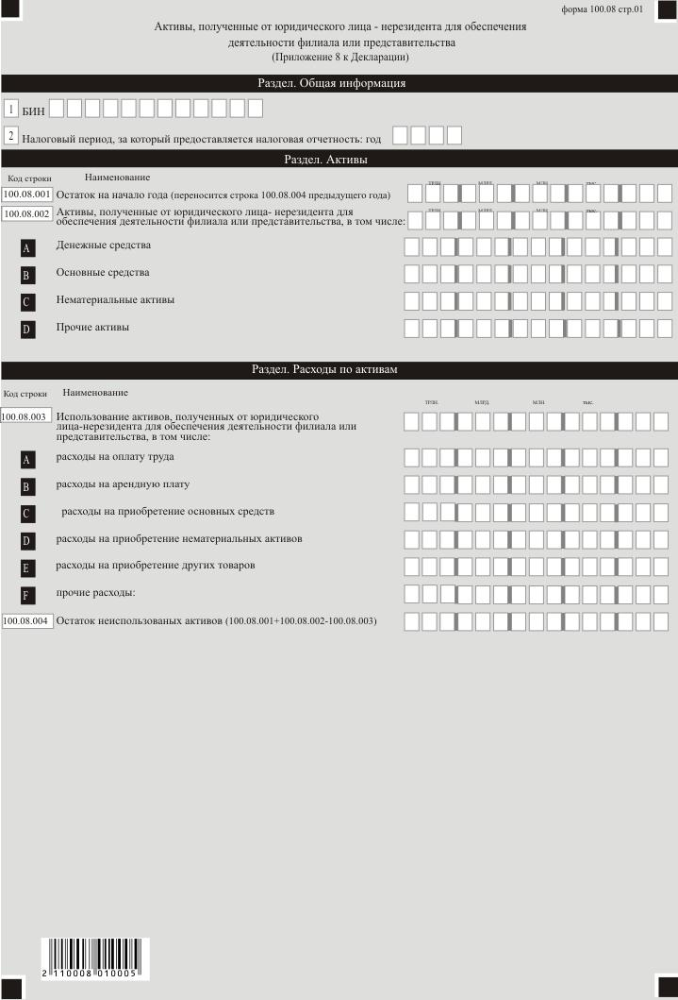 форма 100.08 стр.01
Активы, полученные от юридического лица - нерезидента для обеспечения
деятельности филиала или представительства
(Приложение 8 к Декларации)
Раздел. Общая информация
1 БИН
2 Налоговый период, за который предоставляется налоговая отчетность: год
Раздел. Активы
Код строки Наименование
трлн. млрд. млн. тыс.
100.08.001 Остаток на начало года (переносится строка 100.08.004 предыдущего года)
трлн. млрд. млн. тыс.
100.08.002 Активы, полученные от юридического лица- нерезидента для
обеспечения деятельности филиала или представительства, в том числе:
A Денежные средства
B Основные средства
C Нематериальные активы
D Прочие активы
Раздел. Расходы по активам
Код строки Наименование
трлн. млрд. млн. тыс.
100.08.003 Использование активов, полученных от юридического
лица-нерезидента для обеспечения деятельности филиала или
представительства, в том числе:
A расходы на оплату труда
B расходы на арендную плату
C расходы на приобретение основных средств
D расходы на приобретение нематериальных активов
E расходы на приобретение других товаров
F прочие расходы:
100.08.004 Остаток неиспользованых активов (100.08.001+100.08.002-100.08.003)
2 110008 010005